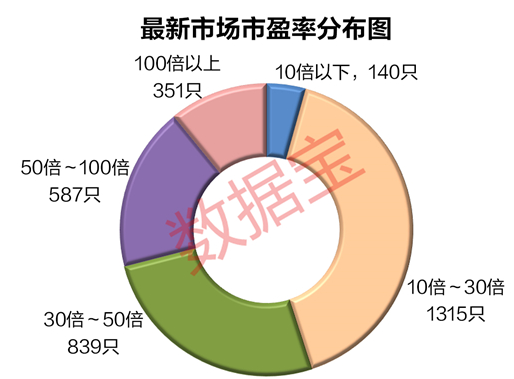 最新市场市盈率分布图
10倍以下，140只
10倍～30倍
1315只
30倍～50倍
839只
50倍～100倍
587只
100倍以上
351只
数据宝